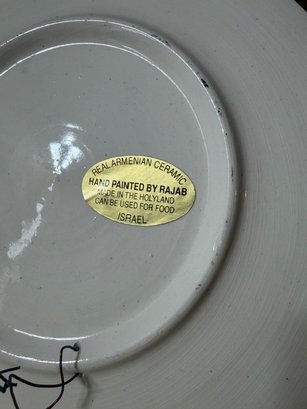 REAL ARMENIAN CERAMIC
HAND PAINTED BY RAJAB
MADE IN THE HOLYLAND
CAN BE USED FOR FOOD
ISRAEL